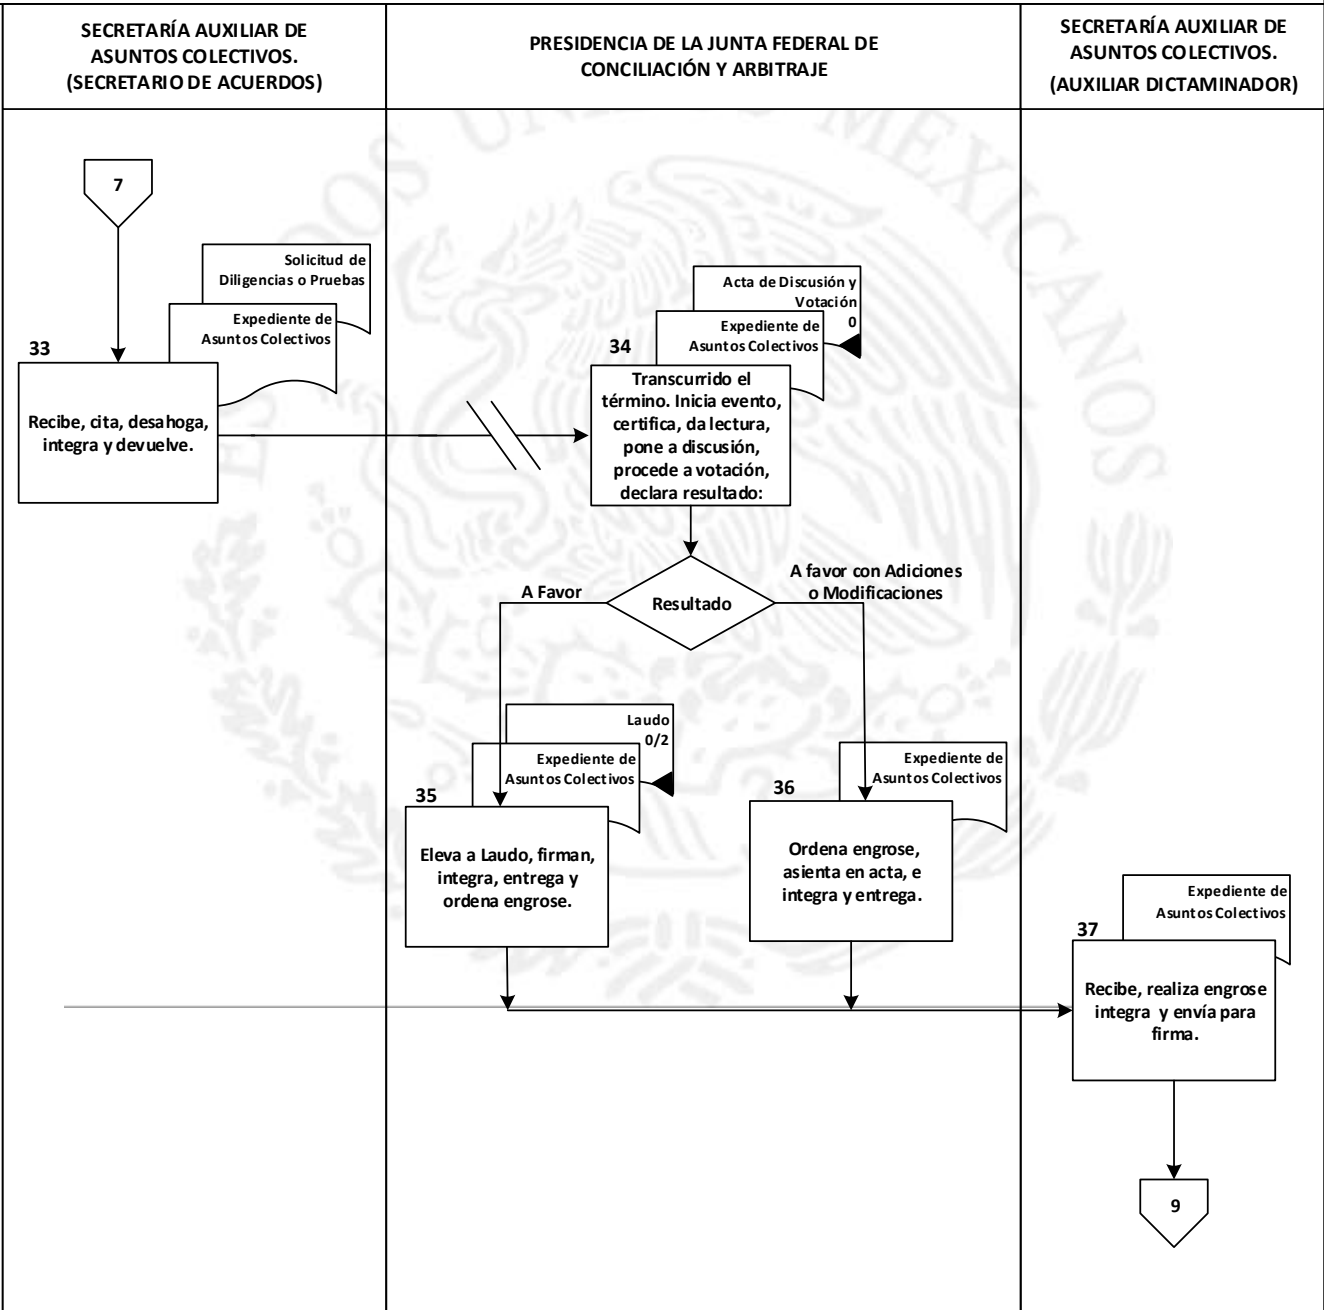 SECRETARÍA AUXILIAR DE
ASUNTOS COLECTIVOS.
(SECRETARIO DE ACUERDOS)
PRESIDENCIA DE LA JUNTA FEDERAL DE
CONCILIACIÓN Y ARBITRAJE
SECRETARÍA AUXILIAR DE
ASUNTOS COLECTIVOS.
(AUXILIAR DICTAMINADOR)
ESTADOS UNIDOS MEXICANOS
7
Solicitud de
Diligencias o Pruebas
Expediente de
Asuntos Colectivos
33
Recibe, cita, desahoga,
integra y devuelve.
Acta de Discusión y
Votación
0
Expediente de
Asuntos Colectivos
34
Transcurrido el
término. Inicia evento,
certifica, da lectura,
pone a discusión,
procede a votación,
declara resultado:
A Favor
Resultado
A favor con Adiciones
o Modificaciones
Laudo
0/2
Expediente de
Asuntos Colectivos
35
Eleva a Laudo, firman,
integra, entrega y
ordena engrose.
Expediente de
Asuntos Colectivos
36
Ordena engrose,
asienta en acta, e
integra y entrega.
Expediente de
Asuntos Colectivos
37
Recibe, realiza engrose
integra y envía para
firma.
9